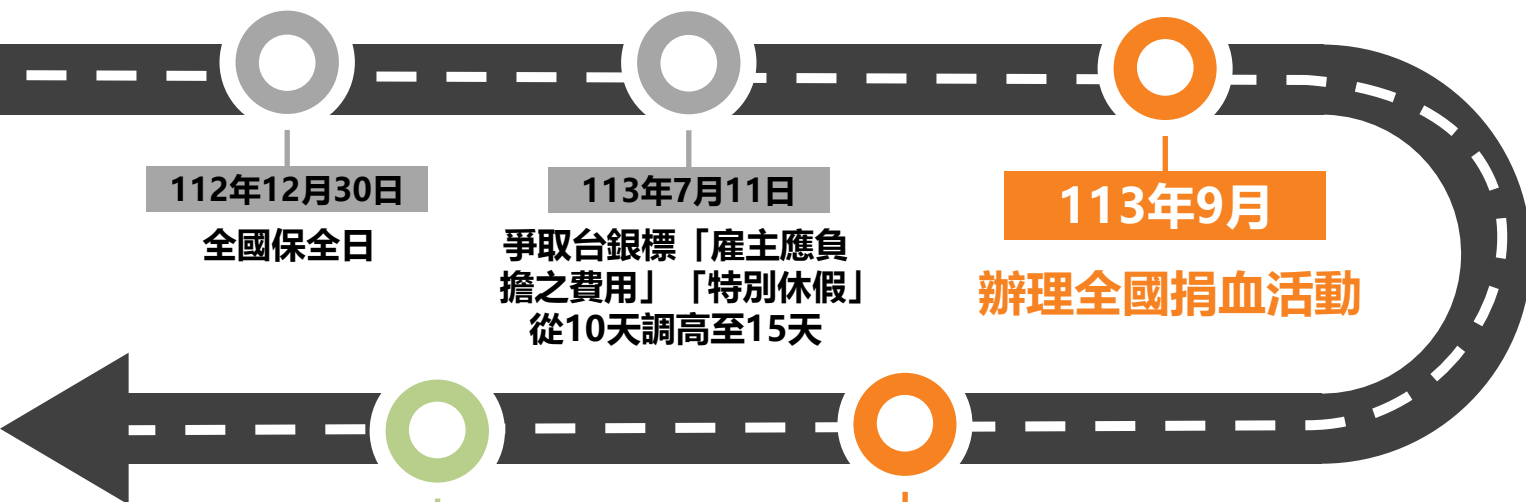 112年12月30日
全國保全日
113年7月11日
爭取台銀標「雇主應負
擔之費用」「特別休假」
從10天調高至15天
113年9月
辦理全國捐血活動